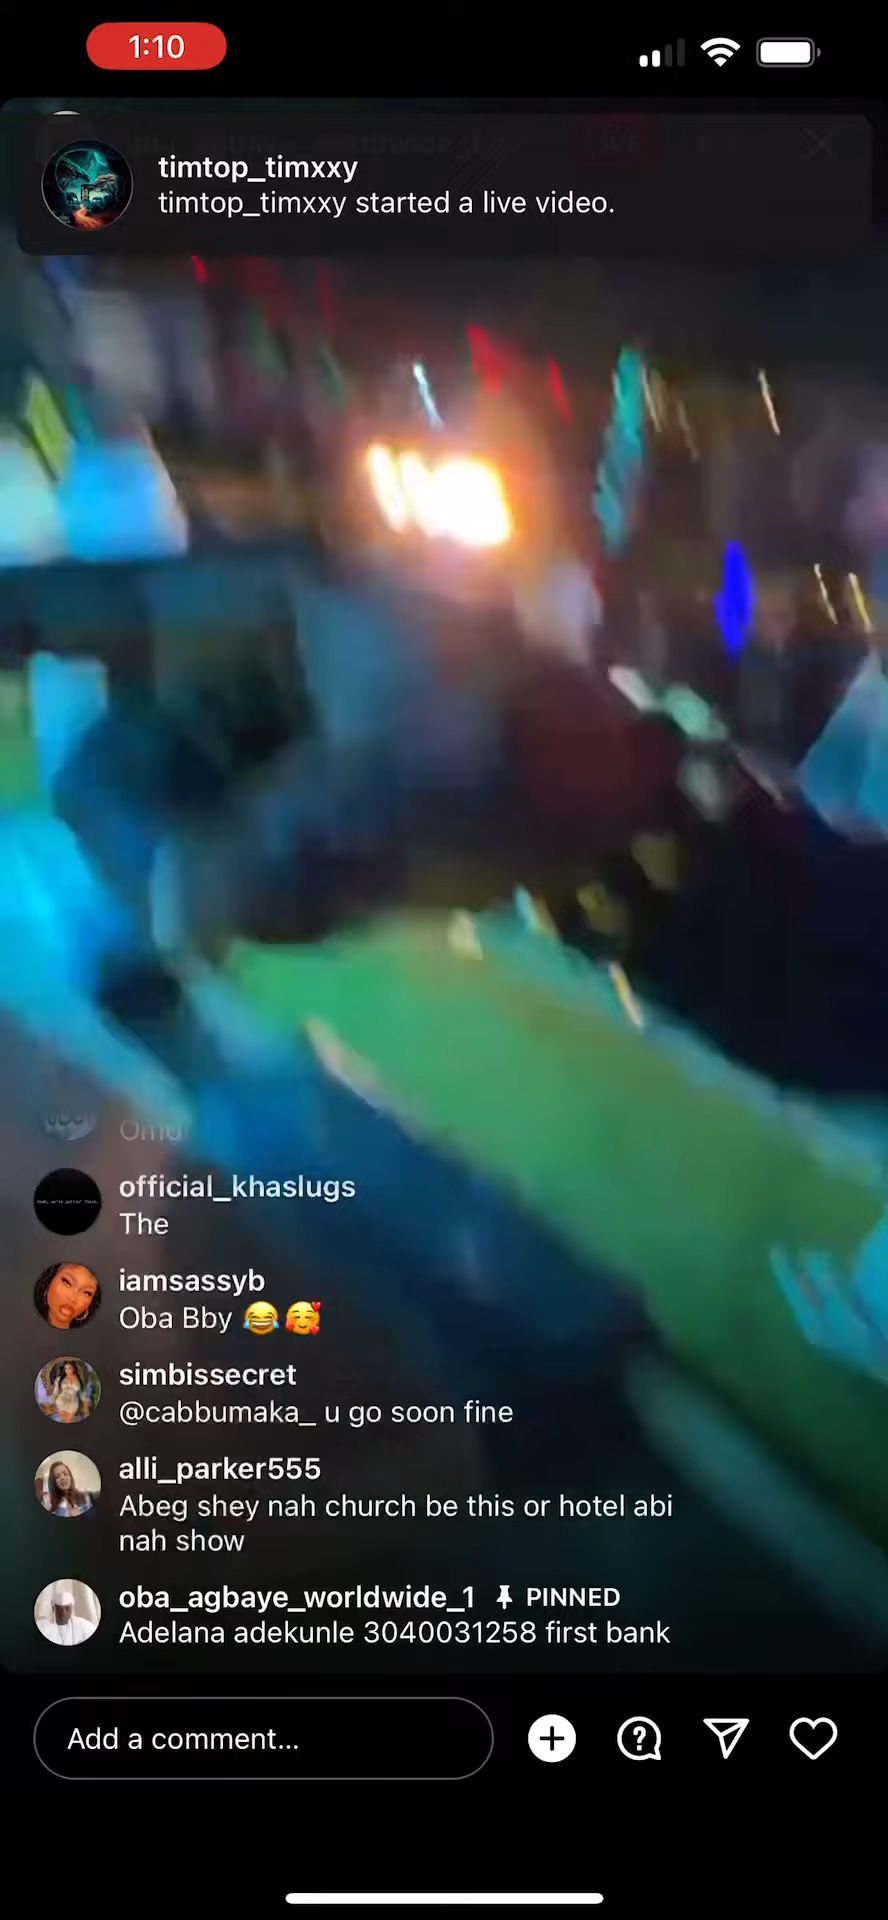 1:10
timtop_timxxy
timtop_timxxy started a live video.
official_khaslugs
The
iamsassyb
Oba Bby 😂🥰
simbissecret
@cabbumaka_ u go soon fine
alli_parker555
Abeg shey nah church be this or hotel abi
nah show
oba_agbaye_worldwide_1 PINNED
Adelana adekunle 3040031258 first bank
Add a comment...